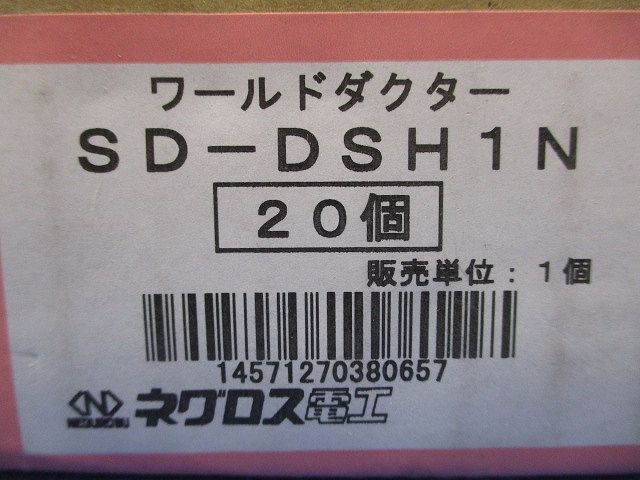 ワールドダクター
SD-DSH1N
20個
販売単位：1個
14571270380657
NEGUROSU ネグロス電工